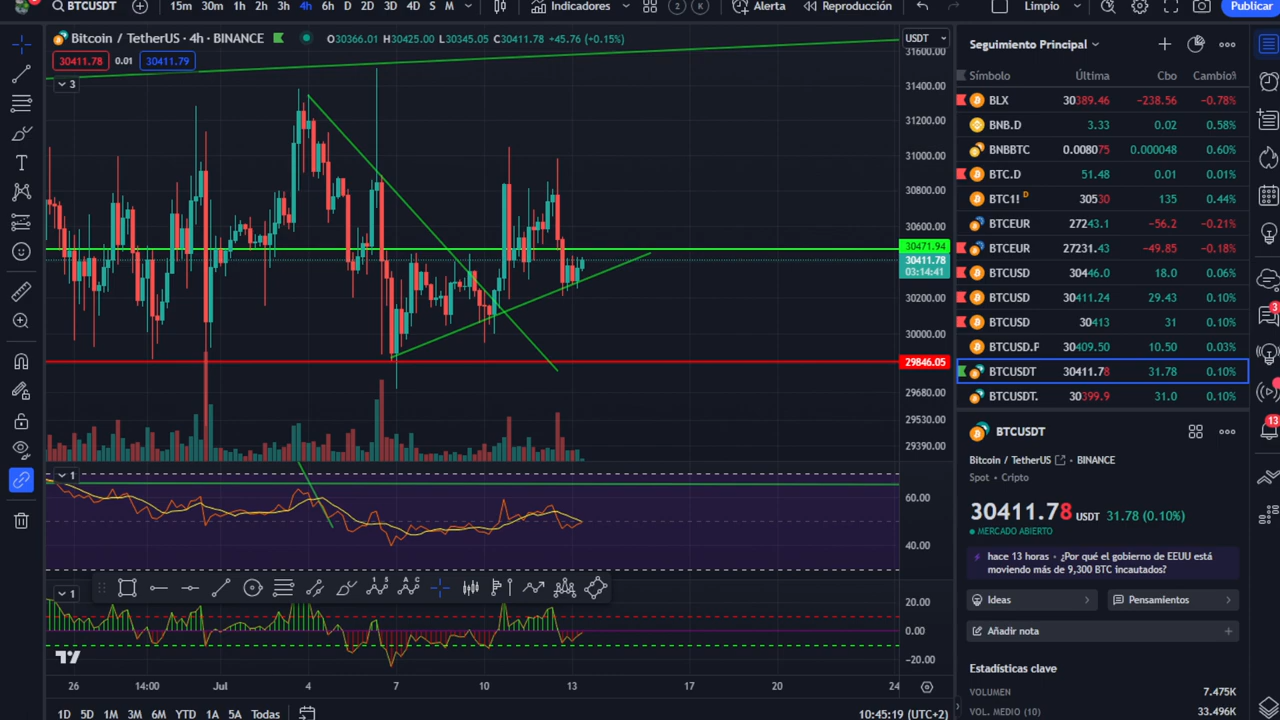 BTCUSDT 15m 30m 1h 2h 3h 4h 6h D 2D 3D 4D S M Indicadores 2 K Alerta Reproducción Limpio Publicar
Bitcoin / TetherUS · 4h · BINANCE O30366.01 H30425.00 L30345.05 C30411.78 +45.76 (+0.15%)
30411.78 0.01 30411.79
3
USDT
31600.00
31400.00
31200.00
31000.00
30800.00
30600.00
30471.94
30411.78
03:14:41
30200.00
30000.00
29846.05
29680.00
29530.00
29390.00
1
60.00
40.00
1
20.00
0.00
−20.00
26 14:00 Jul 4 7 10 13 17 20 24
1D 5D 1M 3M 6M YTD 1A 5A Todas 10:45:19 (UTC+2)
Seguimiento Principal
Símbolo Última Cbo Cambio%
BLX 30389.46 −238.56 −0.78%
BNB.D 3.33 0.02 0.58%
BNBBTC 0.008075 0.000048 0.60%
BTC.D 51.48 0.01 0.01%
BTC1! D 30530 135 0.44%
BTCEUR 27243.1 −56.2 −0.21%
BTCEUR 27231.43 −49.85 −0.18%
BTCUSD 30446.0 18.0 0.06%
BTCUSD 30411.24 29.43 0.10%
BTCUSD 30413 31 0.10%
BTCUSD.P 30409.50 10.50 0.03%
BTCUSDT 30411.78 31.78 0.10%
BTCUSDT. 30399.9 31.0 0.10%
BTCUSDT
Bitcoin / TetherUS · BINANCE
Spot · Cripto
30411.78 USDT 31.78 (0.10%)
MERCADO ABIERTO
hace 13 horas · ¿Por qué el gobierno de EEUU está
moviendo más de 9,300 BTC incautados?
Ideas Pensamientos
Añadir nota
Estadísticas clave
VOLUMEN 7.475K
VOL. MEDIO (10) 33.496K
3
13